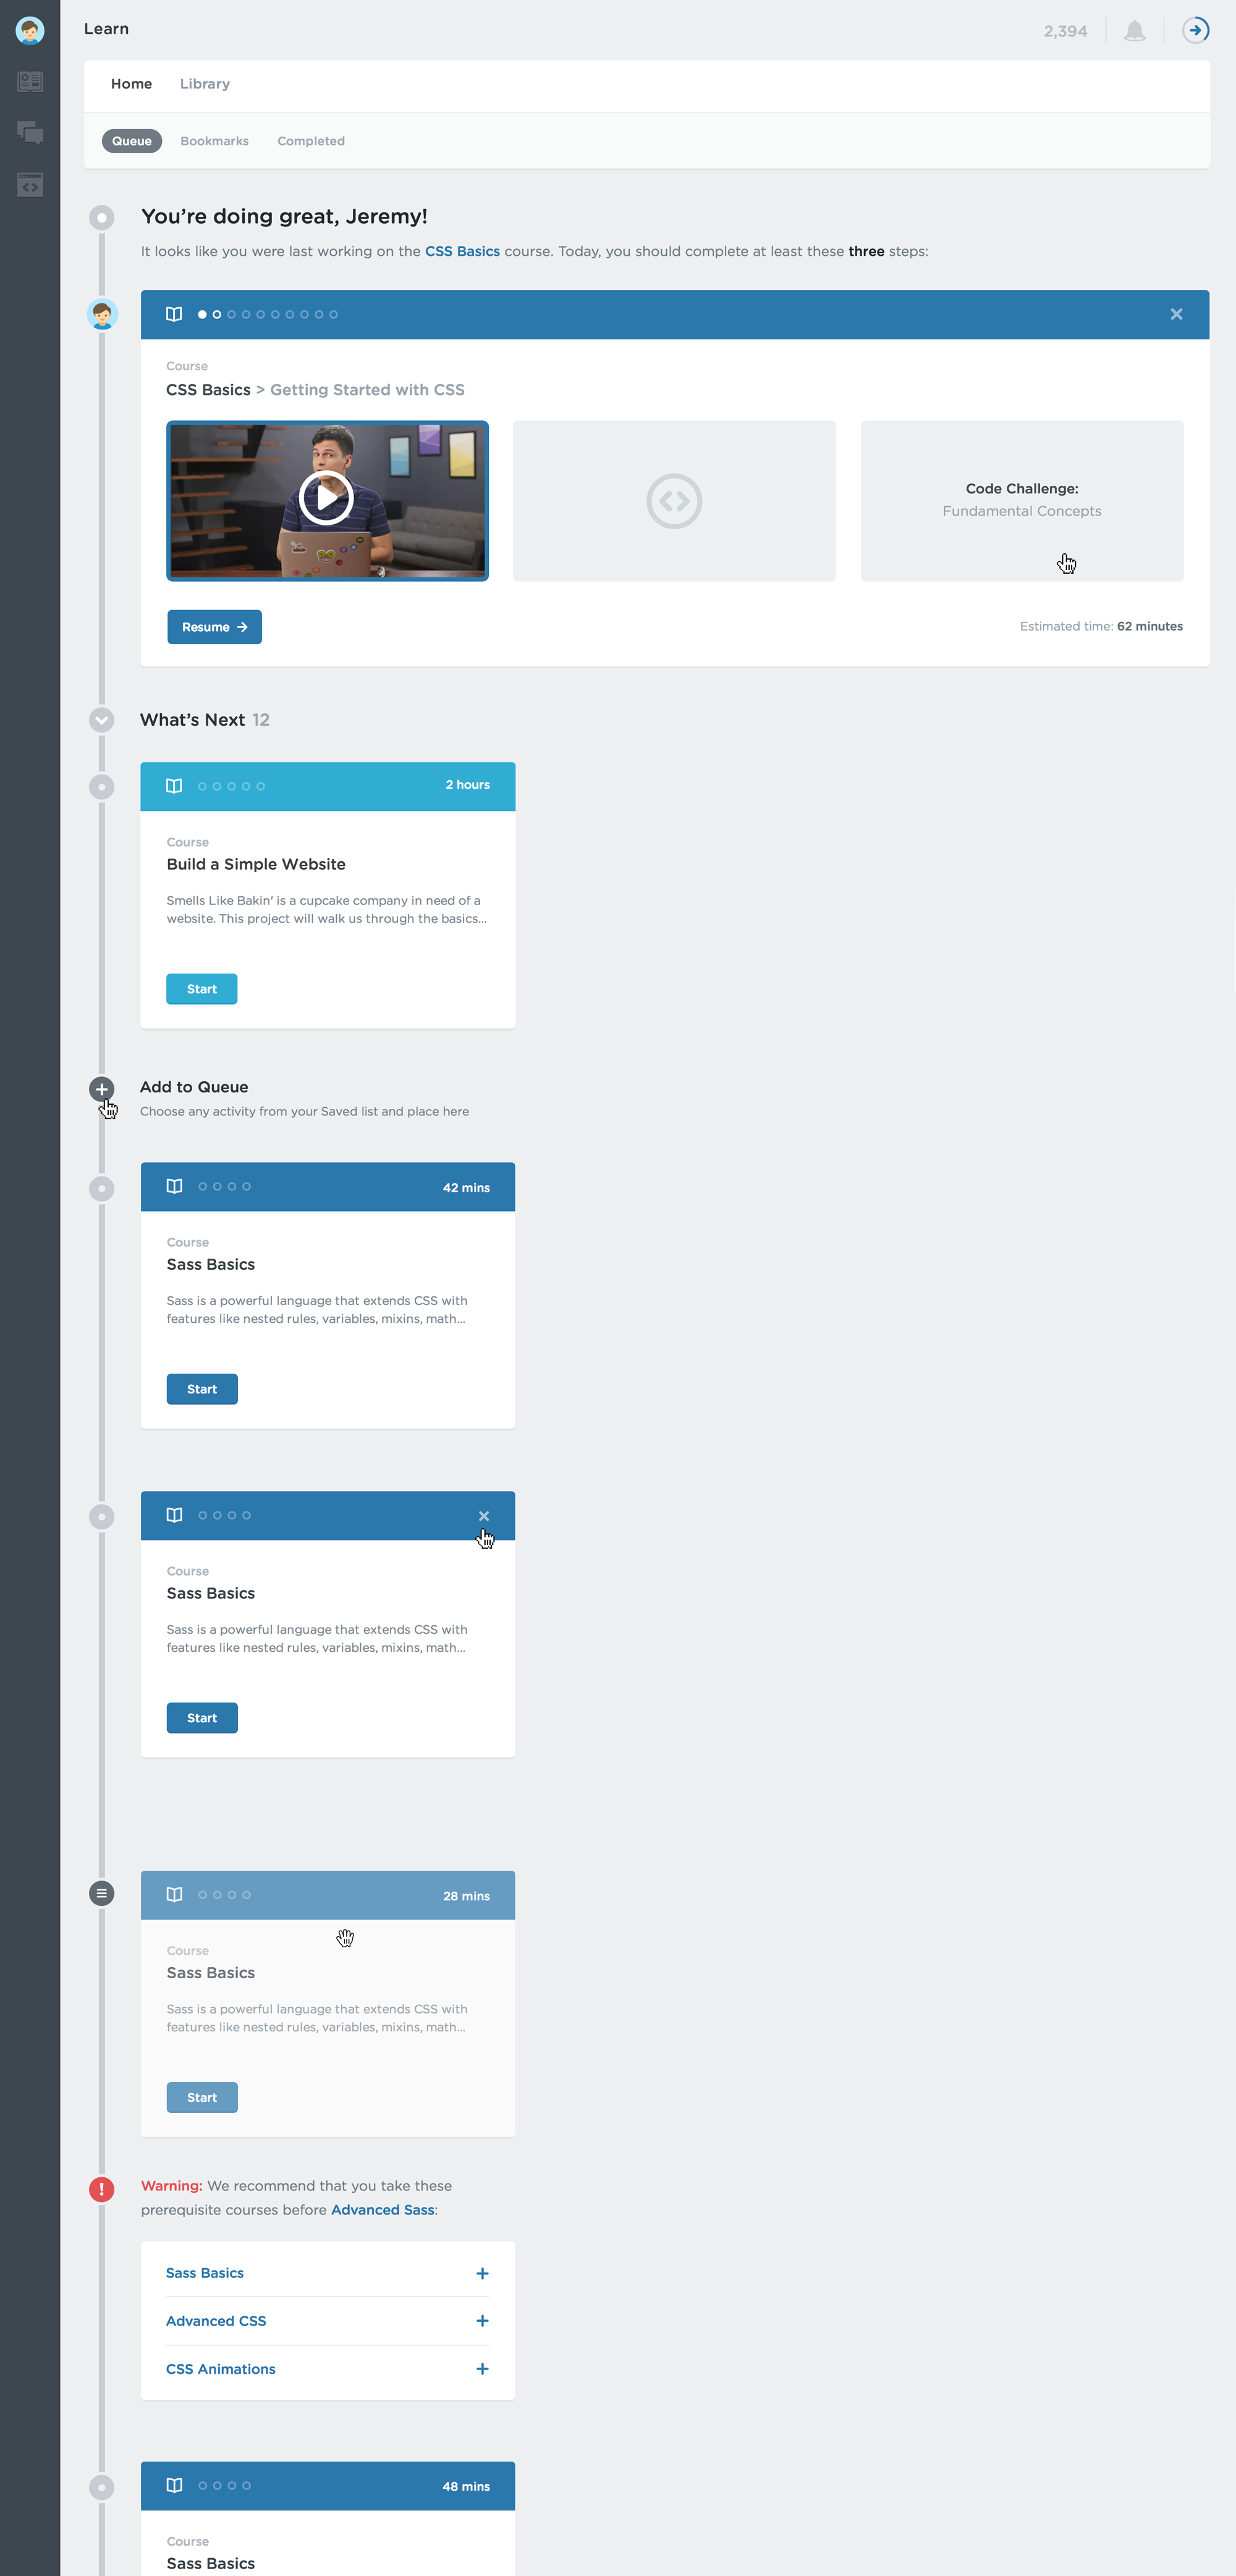 Learn
2,394
Home Library
Queue Bookmarks Completed
You’re doing great, Jeremy!
It looks like you were last working on the CSS Basics course. Today, you should complete at least these three steps:
Course
CSS Basics > Getting Started with CSS
Code Challenge:
Fundamental Concepts
Resume
Estimated time: 62 minutes
What’s Next 12
2 hours
Course
Build a Simple Website
Smells Like Bakin' is a cupcake company in need of a
website. This project will walk us through the basics...
Start
Add to Queue
Choose any activity from your Saved list and place here
42 mins
Course
Sass Basics
Sass is a powerful language that extends CSS with
features like nested rules, variables, mixins, math...
Start
Course
Sass Basics
Sass is a powerful language that extends CSS with
features like nested rules, variables, mixins, math...
Start
28 mins
Course
Sass Basics
Sass is a powerful language that extends CSS with
features like nested rules, variables, mixins, math...
Start
Warning: We recommend that you take these
prerequisite courses before Advanced Sass:
Sass Basics
Advanced CSS
CSS Animations
48 mins
Course
Sass Basics